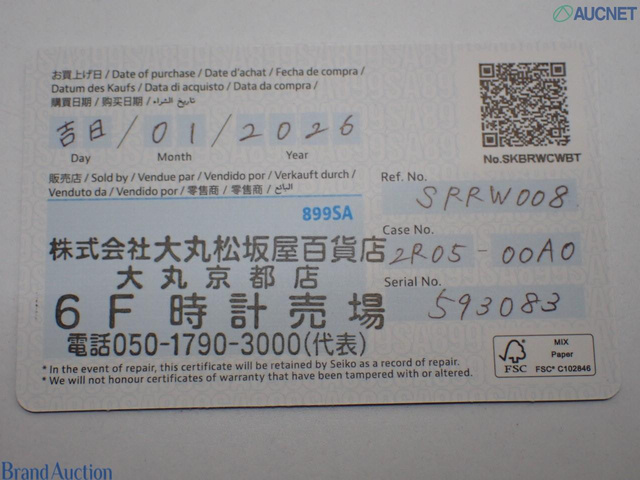 AUCNET
お買上げ日 / Date of purchase / Date d'achat / Fecha de compra /
Datum des Kaufs / Data di acquisto / Data da compra /
購買日期 / 购买日期 / تاريخ الشراء
吉日 / 01 / 2026
Day Month Year
No.SKBRWCWBT
販売店 / Sold by / Vendue par / Vendido por / Verkauft durch /
Venduto da / Vendido por / 零售商 / 零售商 / البائع
899SA
株式会社大丸松坂屋百貨店
大丸京都店
6F 時計売場
電話050-1790-3000(代表)
Ref. No.
SRRW008
Case No.
2R05-00A0
Serial No.
593083
* In the event of repair, this certificate will be retained by Seiko as a record of repair.
* We will not honour certificates of warranty that have been tampered with or altered.
FSC
MIX
Paper
FSC® C102846
Brand Auction